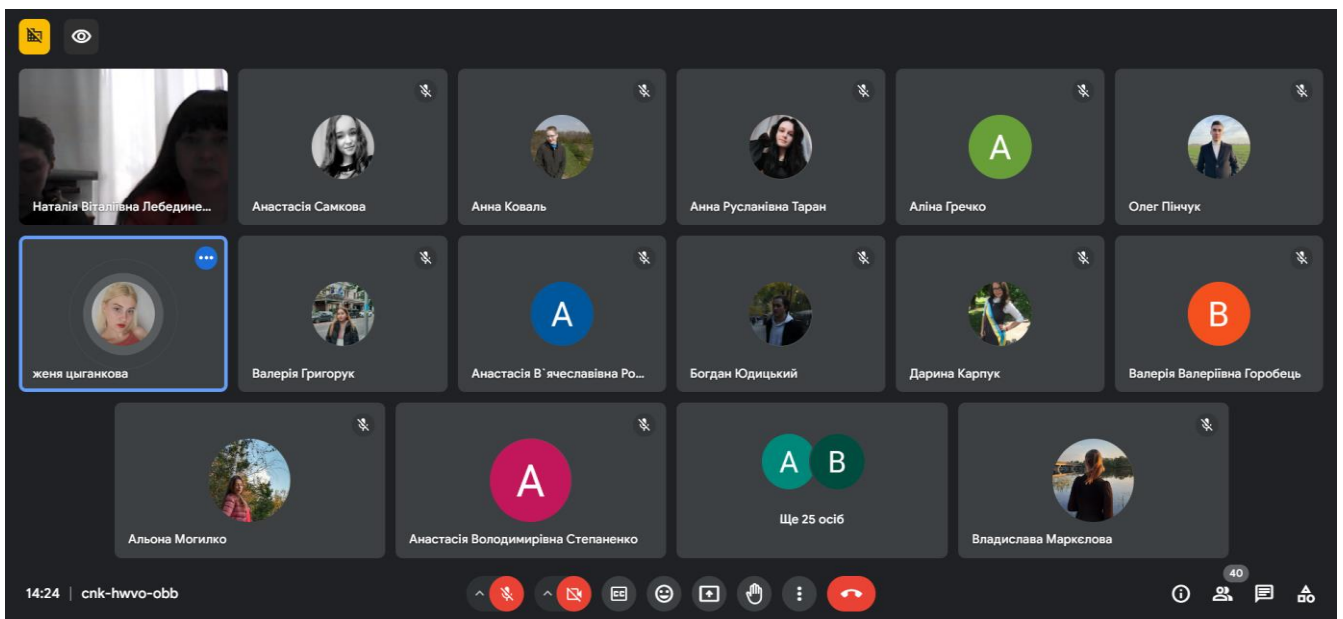 Наталія Віталіївна Лебедине...
Анастасія Самкова
Анна Коваль
Анна Русланівна Таран
А
Аліна Гречко
Олег Пінчук
женя цыганкова
Валерія Григорук
А
Анастасія В`ячеславівна Ро...
Богдан Юдицький
Дарина Карпук
В
Валерія Валеріївна Горобець
Альона Могилко
А
Анастасія Володимирівна Степаненко
А В
Ще 25 осіб
Владислава Маркєлова
14:24 | cnk-hwvo-obb
40